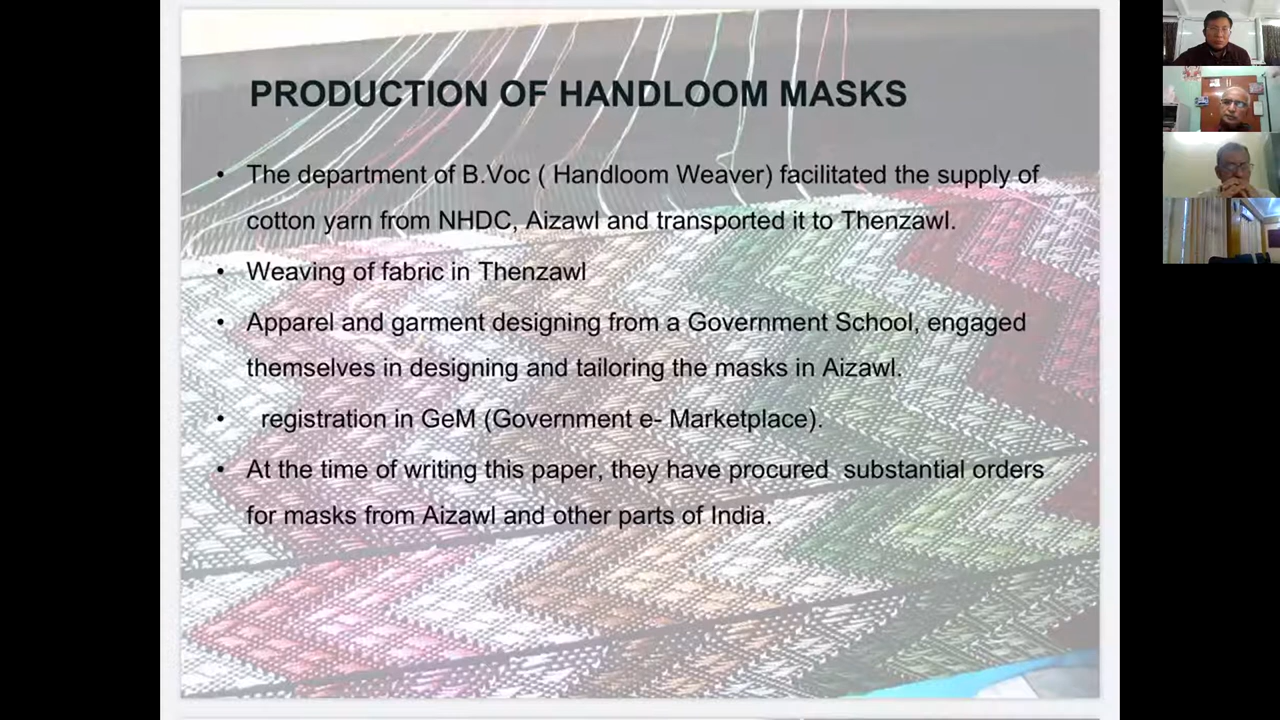 PRODUCTION OF HANDLOOM MASKS
• The department of B.Voc ( Handloom Weaver) facilitated the supply of
cotton yarn from NHDC, Aizawl and transported it to Thenzawl.
• Weaving of fabric in Thenzawl
• Apparel and garment designing from a Government School, engaged
themselves in designing and tailoring the masks in Aizawl.
• registration in GeM (Government e- Marketplace).
• At the time of writing this paper, they have procured substantial orders
for masks from Aizawl and other parts of India.